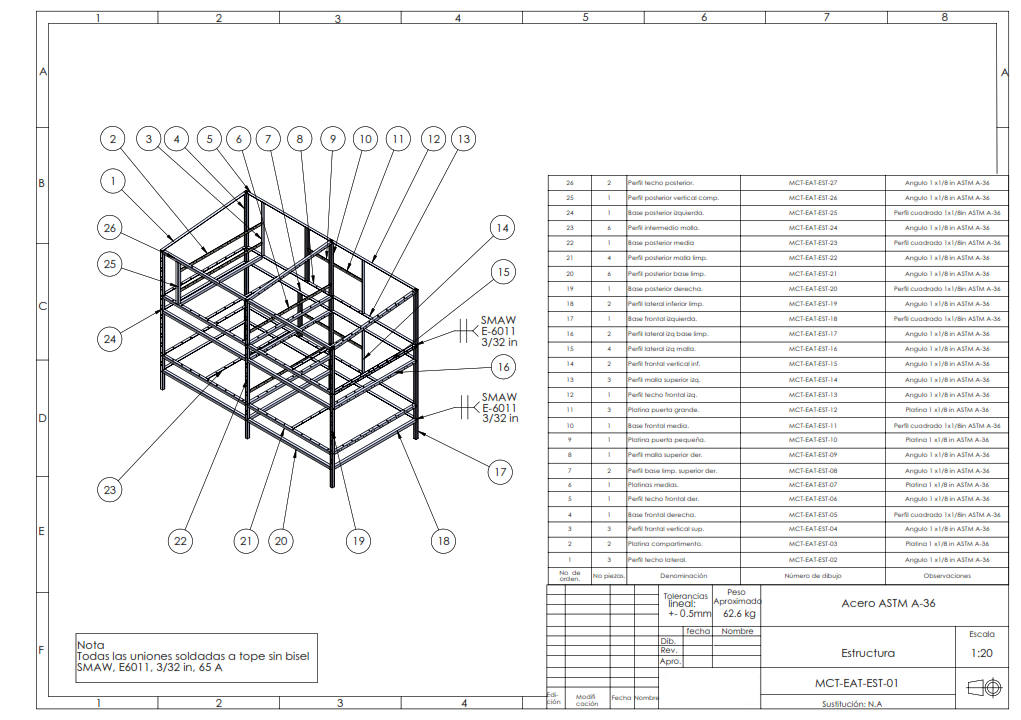 1 2 3 4 5 6 7 8
A A
B
C
D
E
F
2 3 4 5 6 7 8 9 10 11 12 13
1
26
25
24
14
15
SMAW
E-6011
3/32 in
16
SMAW
E-6011
3/32 in
17
23
22 21 20 19 18
26 2 Perfil techo posterior. MCT-EAT-EST-27 Angulo 1 x1/8 in ASTM A-36
25 1 Perfil posterior vertical comp. MCT-EAT-EST-26 Angulo 1 x1/8 in ASTM A-36
24 1 Base posterior izquierda. MCT-EAT-EST-25 Perfil cuadrado 1x1/8in ASTM A-36
23 6 Perfil intermedio malla. MCT-EAT-EST-24 Angulo 1 x1/8 in ASTM A-36
22 1 Base posterior media MCT-EAT-EST-23 Perfil cuadrado 1x1/8in ASTM A-36
21 4 Perfil posterior malla limp. MCT-EAT-EST-22 Angulo 1 x1/8 in ASTM A-36
20 6 Perfil posterior base limp. MCT-EAT-EST-21 Angulo 1 x1/8 in ASTM A-36
19 1 Base posterior derecha. MCT-EAT-EST-20 Perfil cuadrado 1x1/8in ASTM A-36
18 2 Perfil lateral inferior limp. MCT-EAT-EST-19 Angulo 1 x1/8 in ASTM A-36
17 1 Base frontal izquierda. MCT-EAT-EST-18 Perfil cuadrado 1x1/8in ASTM A-36
16 2 Perfil lateral izq base limp. MCT-EAT-EST-17 Angulo 1 x1/8 in ASTM A-36
15 4 Perfil lateral izq malla. MCT-EAT-EST-16 Angulo 1 x1/8 in ASTM A-36
14 2 Perfil frontal vertical inf. MCT-EAT-EST-15 Angulo 1 x1/8 in ASTM A-36
13 3 Perfil malla superior izq. MCT-EAT-EST-14 Angulo 1 x1/8 in ASTM A-36
12 1 Perfil techo frontal izq. MCT-EAT-EST-13 Angulo 1 x1/8 in ASTM A-36
11 3 Platina puerta grande. MCT-EAT-EST-12 Platina 1 x1/8 in ASTM A-36
10 1 Base frontal media. MCT-EAT-EST-11 Perfil cuadrado 1x1/8in ASTM A-36
9 1 Platina puerta pequeña. MCT-EAT-EST-10 Platina 1 x1/8 in ASTM A-36
8 1 Perfil malla superior der. MCT-EAT-EST-09 Angulo 1 x1/8 in ASTM A-36
7 2 Perfil base limp. superior der. MCT-EAT-EST-08 Angulo 1 x1/8 in ASTM A-36
6 1 Platinas medias. MCT-EAT-EST-07 Platina 1 x1/8 in ASTM A-36
5 1 Perfil techo frontal der. MCT-EAT-EST-06 Angulo 1 x1/8 in ASTM A-36
4 1 Base frontal derecha. MCT-EAT-EST-05 Perfil cuadrado 1x1/8in ASTM A-36
3 3 Perfil frontal vertical sup. MCT-EAT-EST-04 Angulo 1 x1/8 in ASTM A-36
2 2 Platina compartimento. MCT-EAT-EST-03 Platina 1 x1/8 in ASTM A-36
1 3 Perfil techo lateral. MCT-EAT-EST-02 Angulo 1 x1/8 in ASTM A-36
No de orden. No piezas. Denominación Número de dibujo Observaciones
Tolerancias
lineal:
+- 0.5mm
Peso
Aproximado
62.6 kg
Acero ASTM A-36
fecha Nombre
Dib.
Rev.
Apro.
Estructura
Escala
1:20
MCT-EAT-EST-01
Sustitución: N.A
Edi-
ción
Modifi
cación
Fecha Nombre
Nota
Todas las uniones soldadas a tope sin bisel
SMAW, E6011, 3/32 in, 65 A
1 2 3 4